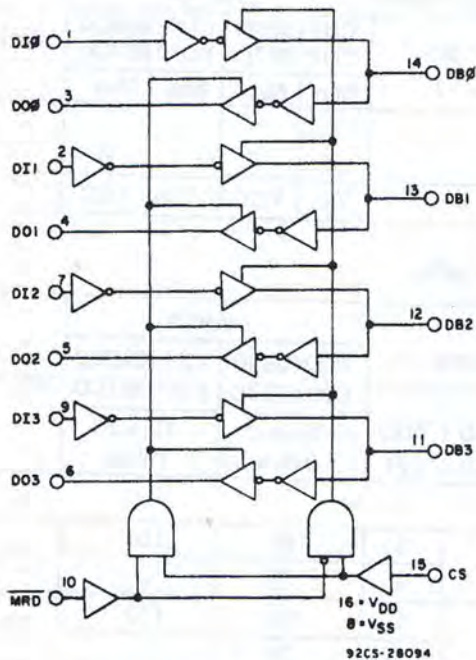 DIØ 1
14 DBØ
DOØ 3
DI1 2
13 DB1
DO1 4
DI2 7
12 DB2
DO2 5
DI3 9
11 DB3
DO3 6
MRD 10
15 CS
16 = VDD
8 = VSS
92CS-28094